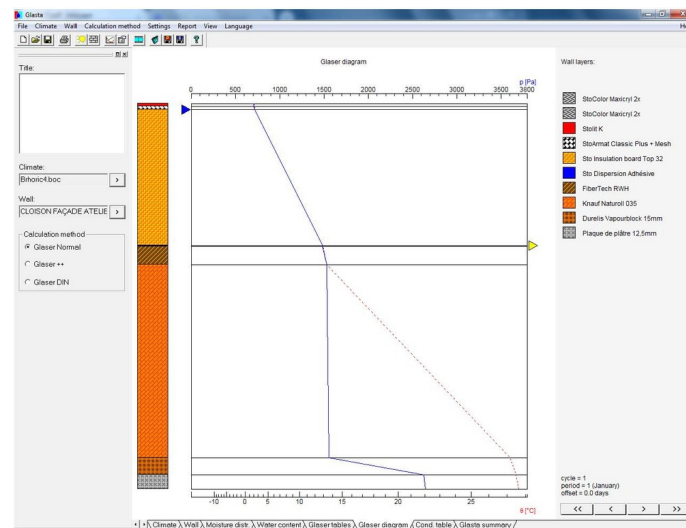 Glasta
File Climate Wall Calculation method Settings Report View Language
Title:
Climate:
Brhoric4.boc >
Wall:
CLOISON FAÇADE ATELIE >
Calculation method
Glaser Normal
Glaser ++
Glaser DIN
Glaser diagram
p [Pa]
0 500 1000 1500 2000 2500 3000 3500 3800
-10 0 5 10 15 20 25
θ [°C]
Wall layers:
StoColor Maxicryl 2x
StoColor Maxicryl 2x
Stolit K
StoArmat Classic Plus + Mesh
Sto Insulation board Top 32
Sto Dispersion Adhésive
FiberTech RWH
Knauf Naturoll 035
Durelis Vapourblock 15mm
Plaque de plâtre 12,5mm
cycle = 1
period = 1 (January)
offset = 0.0 days
<< < > >>
Climate Wall Moisture distr. Water content Glaser tables Glaser diagram Cond. table Glasta summary